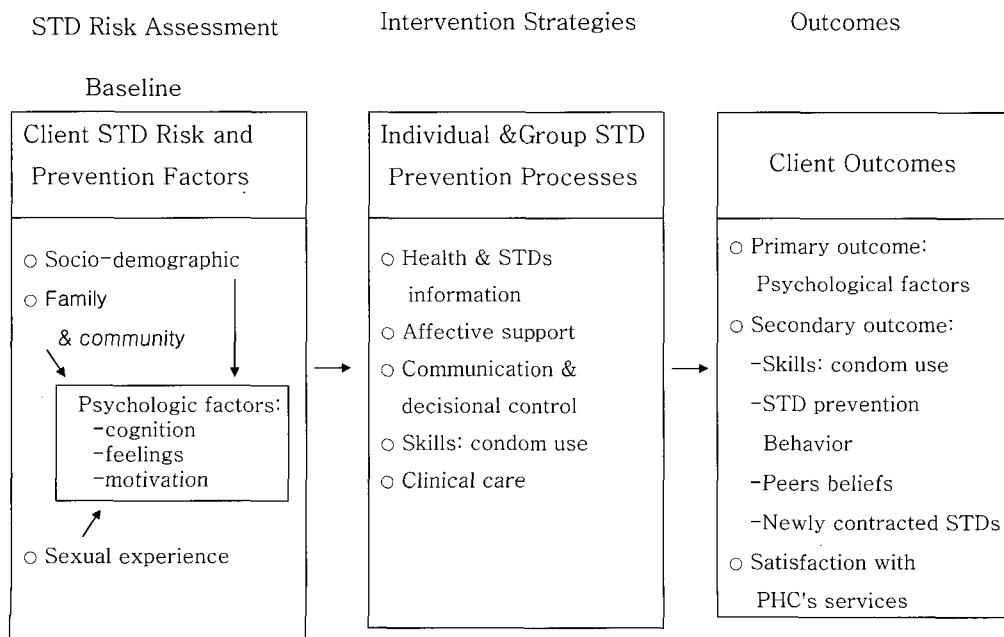 STD Risk Assessment
Intervention Strategies
Outcomes
Baseline
Client STD Risk and
Prevention Factors
○ Socio-demographic
○ Family
& community
Psychologic factors:
-cognition
-feelings
-motivation
○ Sexual experience
Individual &Group STD
Prevention Processes
○ Health & STDs
information
○ Affective support
○ Communication &
decisional control
○ Skills: condom use
○ Clinical care
Client Outcomes
○ Primary outcome:
Psychological factors
○ Secondary outcome:
-Skills: condom use
-STD prevention
Behavior
-Peers beliefs
-Newly contracted STDs
○ Satisfaction with
PHC's services